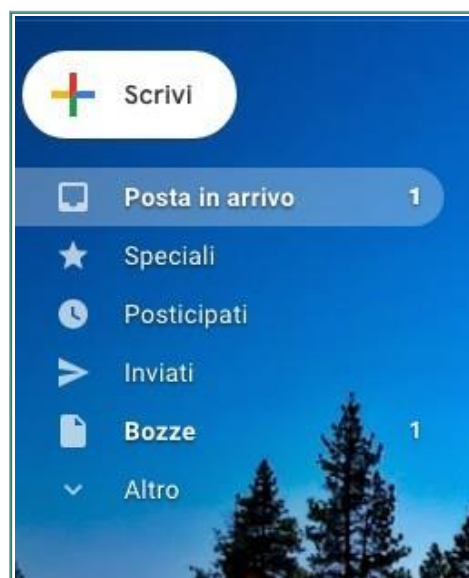 Scrivi
Posta in arrivo 1
Speciali
Posticipati
Inviati
Bozze 1
Altro